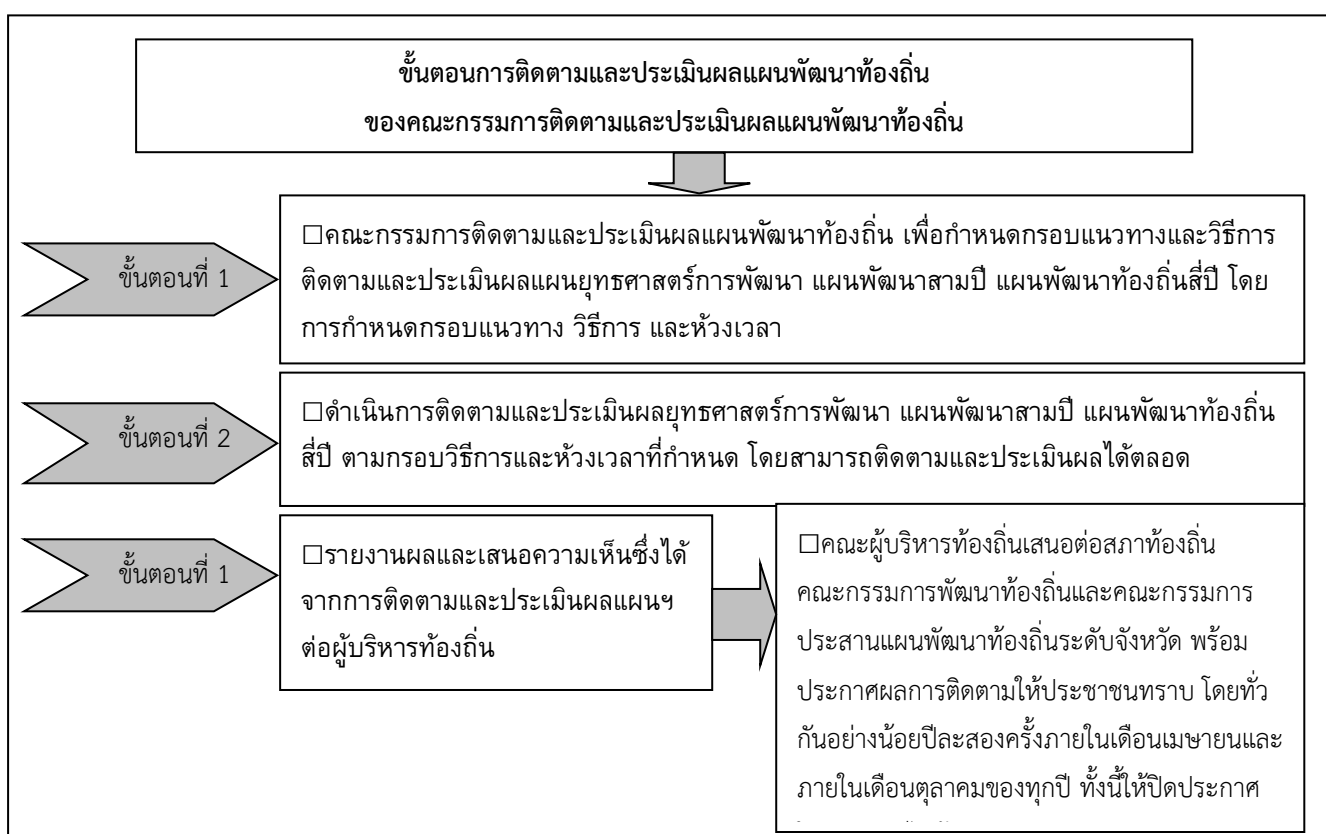 ขั้นตอนการติดตามและประเมินผลแผนพัฒนาท้องถิ่น
ของคณะกรรมการติดตามและประเมินผลแผนพัฒนาท้องถิ่น
ขั้นตอนที่ 1
☐คณะกรรมการติดตามและประเมินผลแผนพัฒนาท้องถิ่น เพื่อกำหนดกรอบแนวทางและวิธีการ
ติดตามและประเมินผลแผนยุทธศาสตร์การพัฒนา แผนพัฒนาสามปี แผนพัฒนาท้องถิ่นสี่ปี โดย
การกำหนดกรอบแนวทาง วิธีการ และห้วงเวลา
ขั้นตอนที่ 2
☐ดำเนินการติดตามและประเมินผลยุทธศาสตร์การพัฒนา แผนพัฒนาสามปี แผนพัฒนาท้องถิ่น
สี่ปี ตามกรอบวิธีการและห้วงเวลาที่กำหนด โดยสามารถติดตามและประเมินผลได้ตลอด
ขั้นตอนที่ 1
☐รายงานผลและเสนอความเห็นซึ่งได้
จากการติดตามและประเมินผลแผนฯ
ต่อผู้บริหารท้องถิ่น
☐คณะผู้บริหารท้องถิ่นเสนอต่อสภาท้องถิ่น
คณะกรรมการพัฒนาท้องถิ่นและคณะกรรมการ
ประสานแผนพัฒนาท้องถิ่นระดับจังหวัด พร้อม
ประกาศผลการติดตามให้ประชาชนทราบ โดยทั่ว
กันอย่างน้อยปีละสองครั้งภายในเดือนเมษายนและ
ภายในเดือนตุลาคมของทุกปี ทั้งนี้ให้ปิดประกาศ